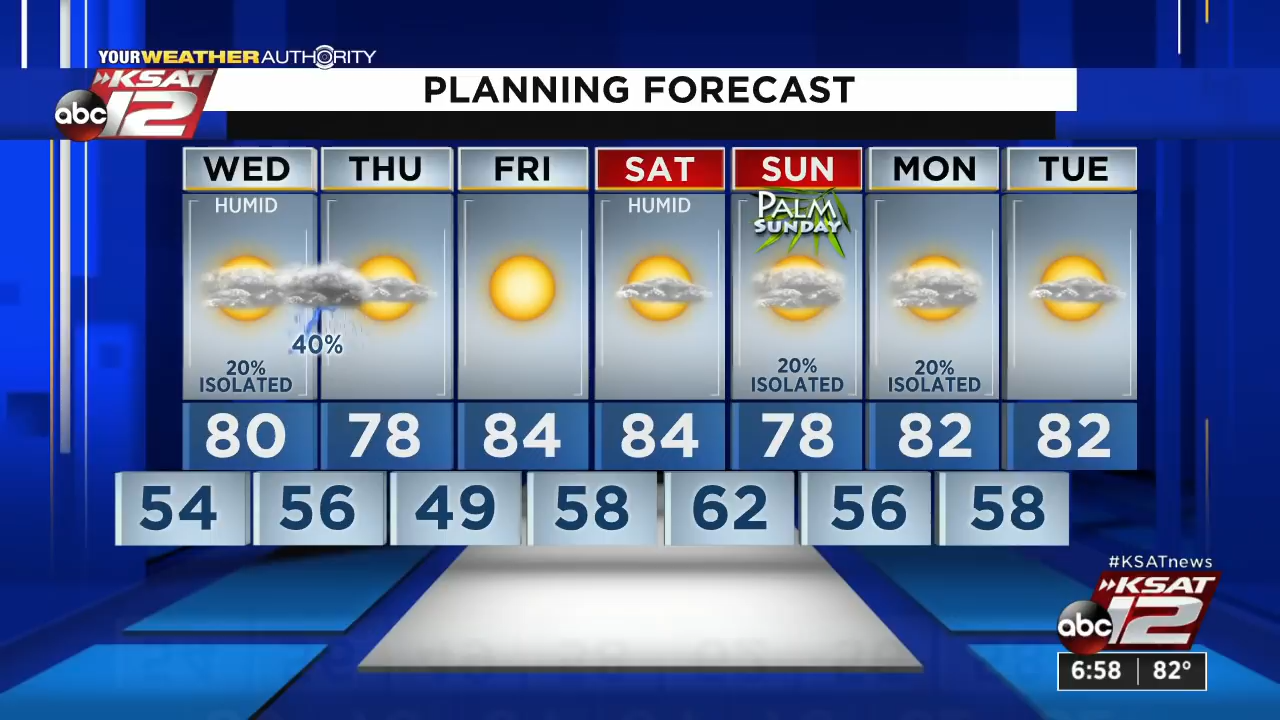 YOURWEATHERAUTHORITY
KSAT
abc 12
PLANNING FORECAST
WED THU FRI SAT SUN MON TUE
HUMID HUMID PALM
SUNDAY
40%
20% 20% 20%
ISOLATED ISOLATED ISOLATED
80 78 84 84 78 82 82
54 56 49 58 62 56 58
#KSATnews
KSAT
abc 12
6:58 82°